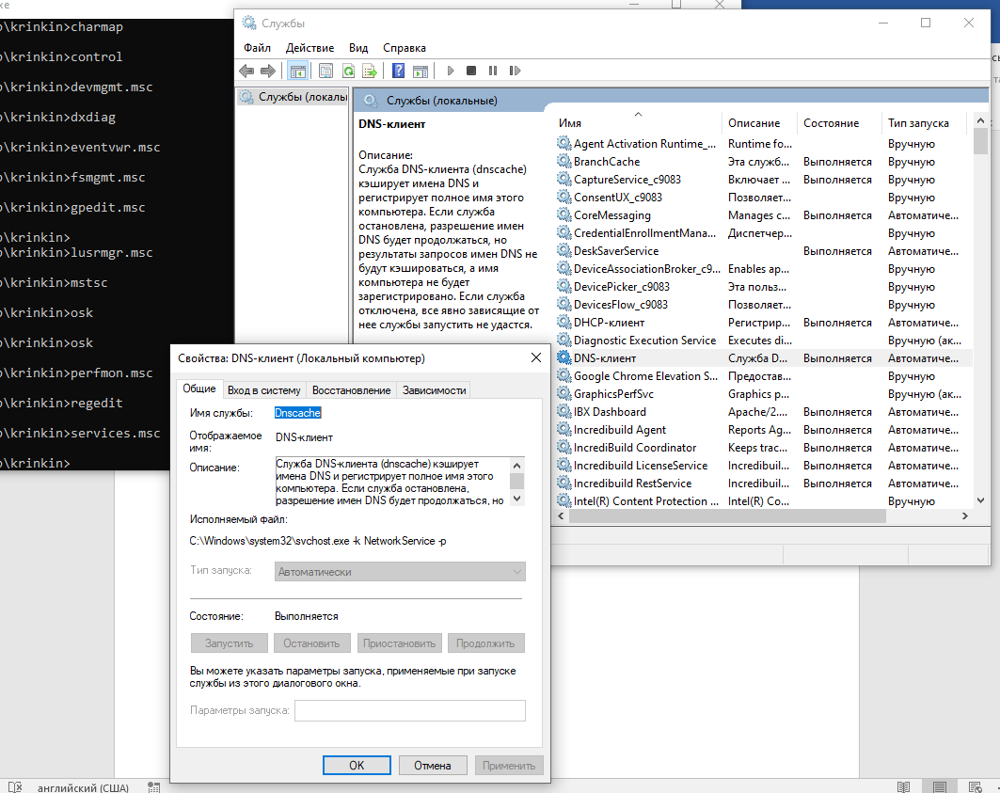 xe
o\krinkin>charmap
o\krinkin>control
o\krinkin>devmgmt.msc
o\krinkin>dxdiag
o\krinkin>eventvwr.msc
o\krinkin>fsmgmt.msc
o\krinkin>gpedit.msc
o\krinkin>
o\krinkin>lusrmgr.msc
o\krinkin>mstsc
o\krinkin>osk
o\krinkin>osk
o\krinkin>perfmon.msc
o\krinkin>regedit
o\krinkin>services.msc
o\krinkin>
Службы
Файл Действие Вид Справка
Службы (локалы
Службы (локальные)
DNS-клиент
Описание:
Служба DNS-клиента (dnscache)
кэширует имена DNS и
регистрирует полное имя этого
компьютера. Если служба
остановлена, разрешение имен
DNS будет продолжаться, но
результаты запросов имен DNS не
будут кэшироваться, а имя
компьютера не будет
зарегистрировано. Если служба
отключена, все явно зависящие от
нее службы запустить не удастся.
Имя Описание Состояние Тип запуска
Agent Activation Runtime_... Runtime fo... Вручную
BranchCache Эта служб... Выполняется Вручную
CaptureService_c9083 Включает ... Выполняется Вручную
ConsentUX_c9083 Позволяет... Вручную
CoreMessaging Manages c... Выполняется Автоматиче...
CredentialEnrollmentMana... Диспетчер... Вручную
DeskSaverService Выполняется Автоматиче...
DeviceAssociationBroker_c9... Enables ap... Вручную
DevicePicker_c9083 Эта польз... Вручную
DevicesFlow_c9083 Позволяет... Вручную
DHCP-клиент Регистрир... Выполняется Автоматиче...
Diagnostic Execution Service Executes di... Вручную (ак...
DNS-клиент Служба D... Выполняется Автоматиче...
Google Chrome Elevation S... Предостав... Вручную
GraphicsPerfSvc Graphics p... Вручную (ак...
IBX Dashboard Apache/2.... Выполняется Автоматиче...
Incredibuild Agent Reports Ag... Выполняется Автоматиче...
Incredibuild Coordinator Keeps trac... Выполняется Автоматиче...
Incredibuild LicenseService Incredibuil... Выполняется Автоматиче...
Incredibuild RestService Incredibuil... Выполняется Автоматиче...
Intel(R) Content Protection ... Intel(R) Co... Вручную
Свойства: DNS-клиент (Локальный компьютер)
Общие Вход в систему Восстановление Зависимости
Имя службы: Dnscache
Отображаемое
имя: DNS-клиент
Описание: Служба DNS-клиента (dnscache) кэширует
имена DNS и регистрирует полное имя этого
компьютера. Если служба остановлена,
разрешение имен DNS будет продолжаться, но
Исполняемый файл:
C:\Windows\system32\svchost.exe -k NetworkService -p
Тип запуска: Автоматически
Состояние: Выполняется
Запустить Остановить Приостановить Продолжить
Вы можете указать параметры запуска, применяемые при запуске
службы из этого диалогового окна.
Параметры запуска:
OK Отмена Применить
английский (США)